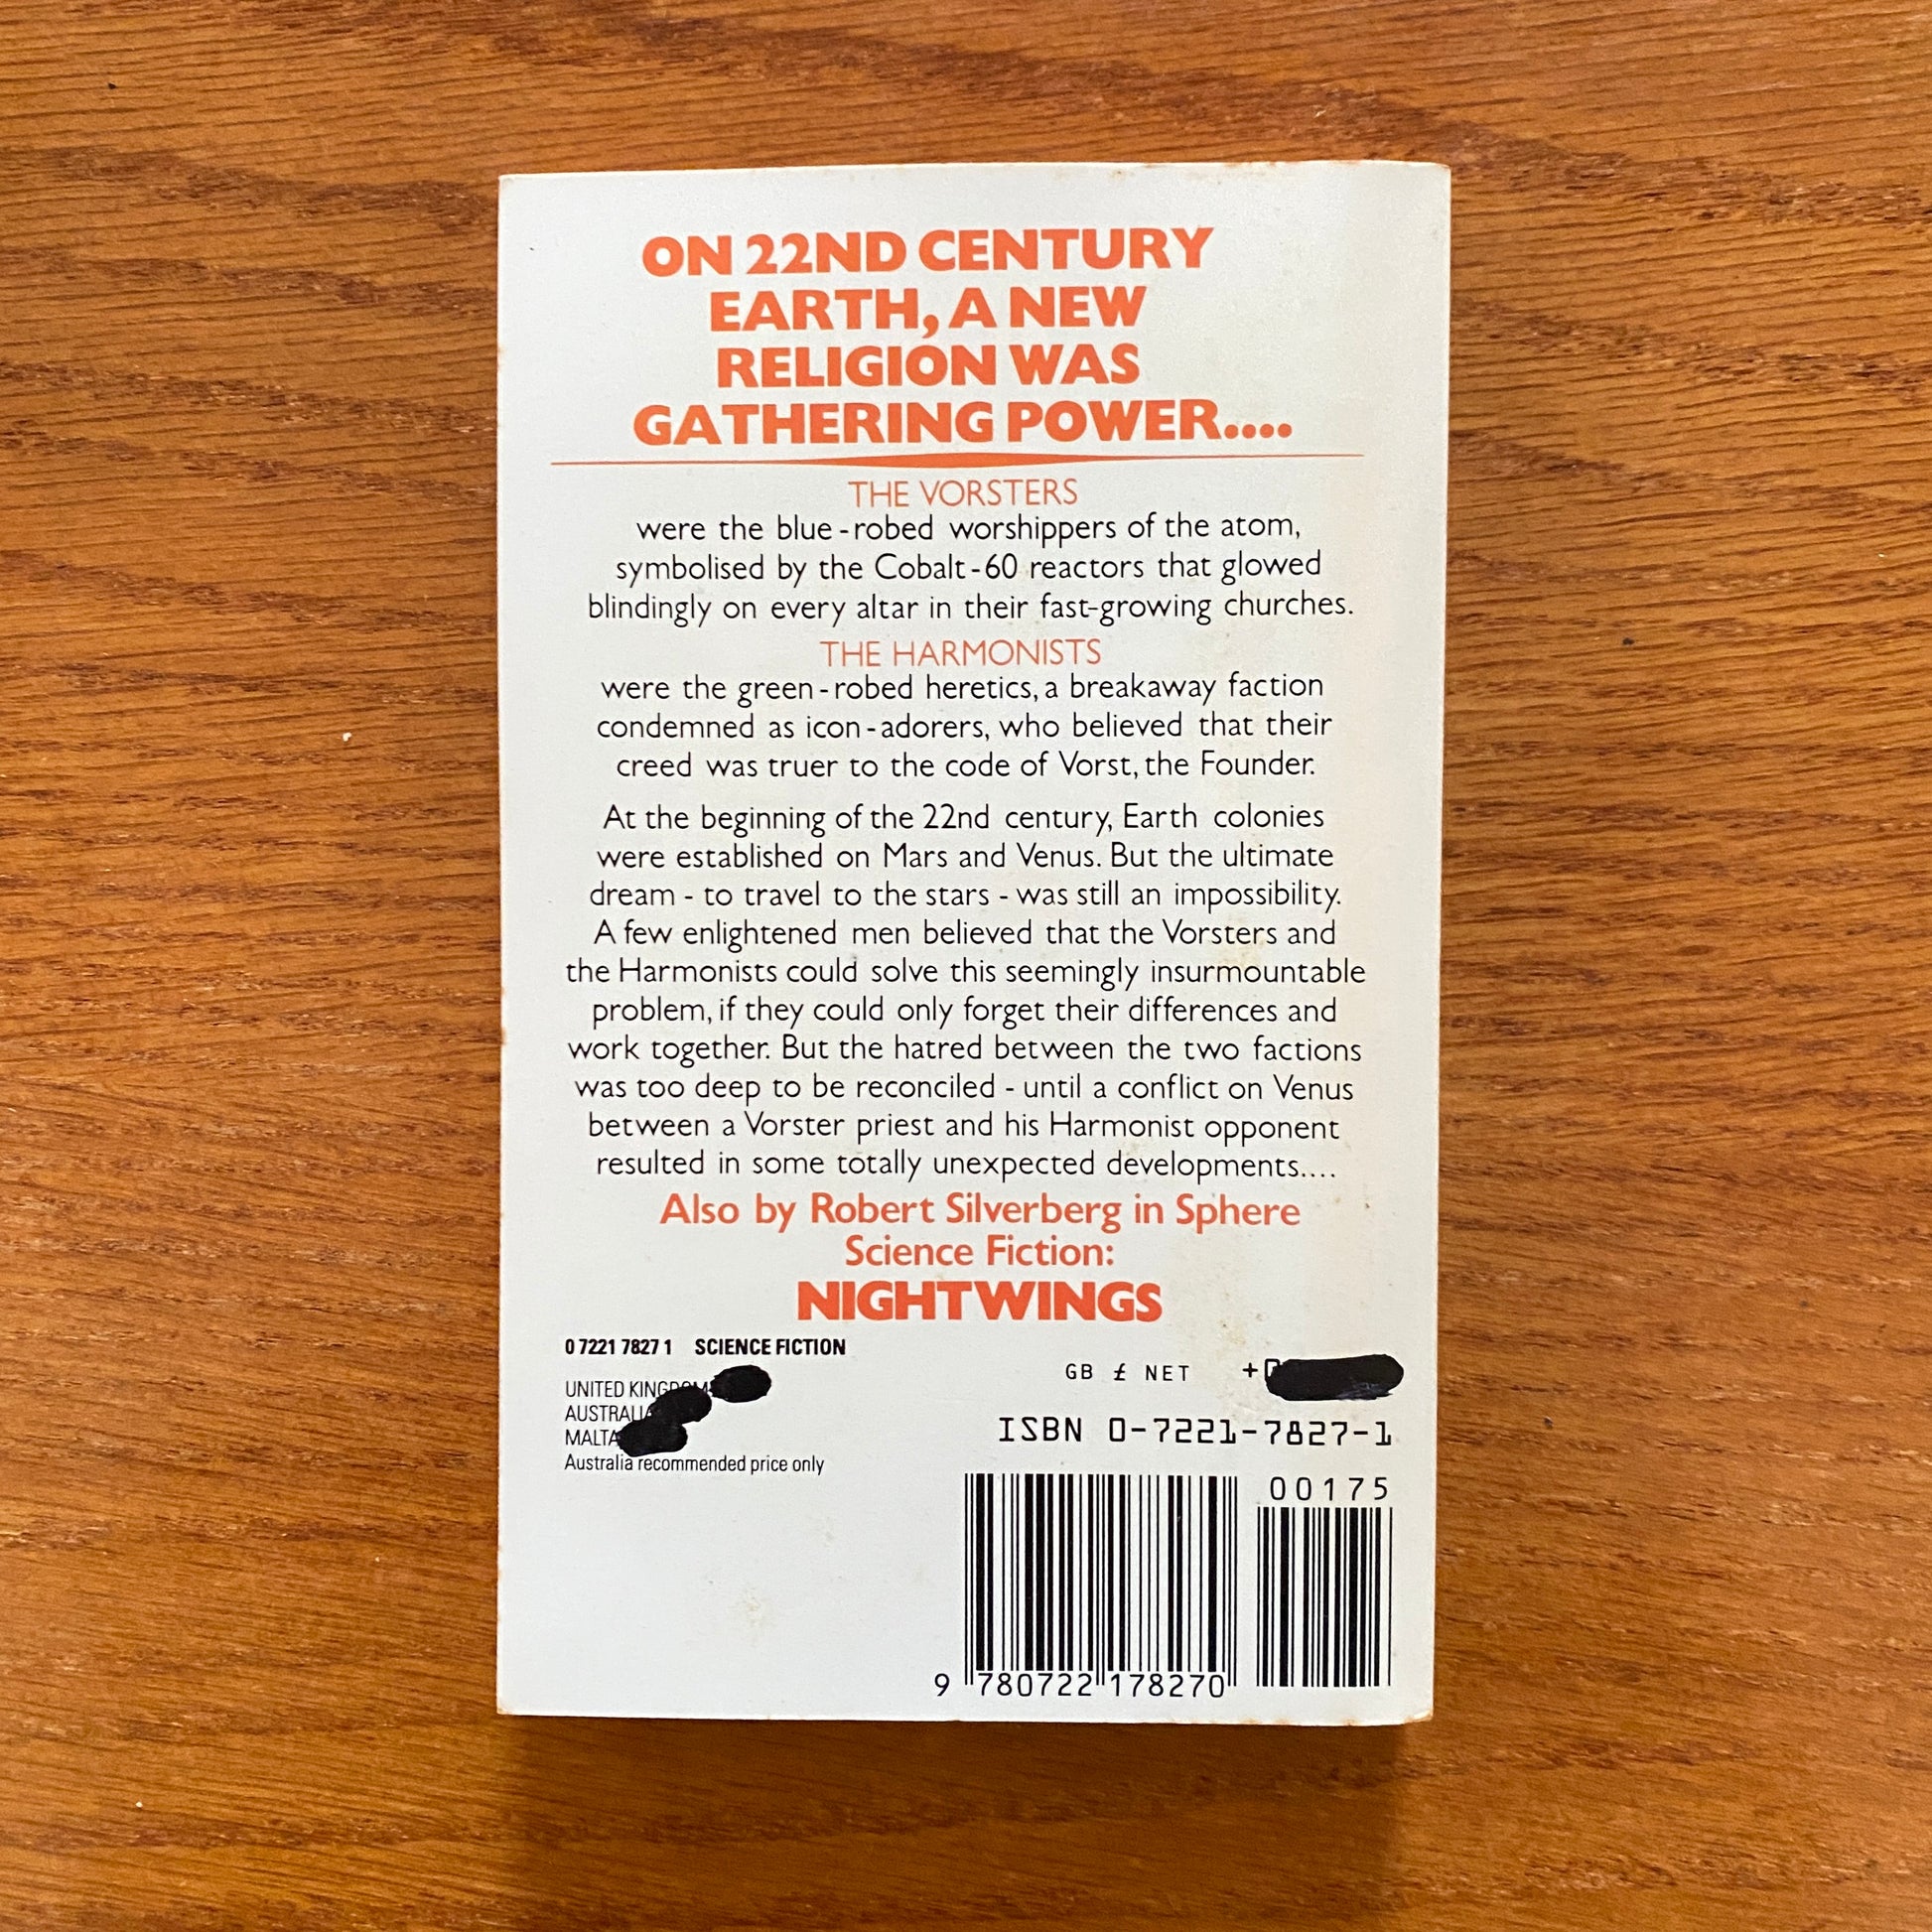 ON 22ND CENTURY
EARTH, A NEW
RELIGION WAS
GATHERING POWER....
THE VORSTERS
were the blue-robed worshippers of the atom,
symbolised by the Cobalt-60 reactors that glowed
blindingly on every altar in their fast-growing churches.
THE HARMONISTS
were the green-robed heretics, a breakaway faction
condemned as icon-adorers, who believed that their
creed was truer to the code of Vorst, the Founder.
At the beginning of the 22nd century, Earth colonies
were established on Mars and Venus. But the ultimate
dream - to travel to the stars - was still an impossibility.
A few enlightened men believed that the Vorsters and
the Harmonists could solve this seemingly insurmountable
problem, if they could only forget their differences and
work together. But the hatred between the two factions
was too deep to be reconciled - until a conflict on Venus
between a Vorster priest and his Harmonist opponent
resulted in some totally unexpected developments....
Also by Robert Silverberg in Sphere
Science Fiction:
NIGHTWINGS
0 7221 7827 1 SCIENCE FICTION
UNITED KINGDOM
AUSTRALIA
MALTA
Australia recommended price only
GB £ NET +
ISBN 0-7221-7827-1
00175
9 780722 178270